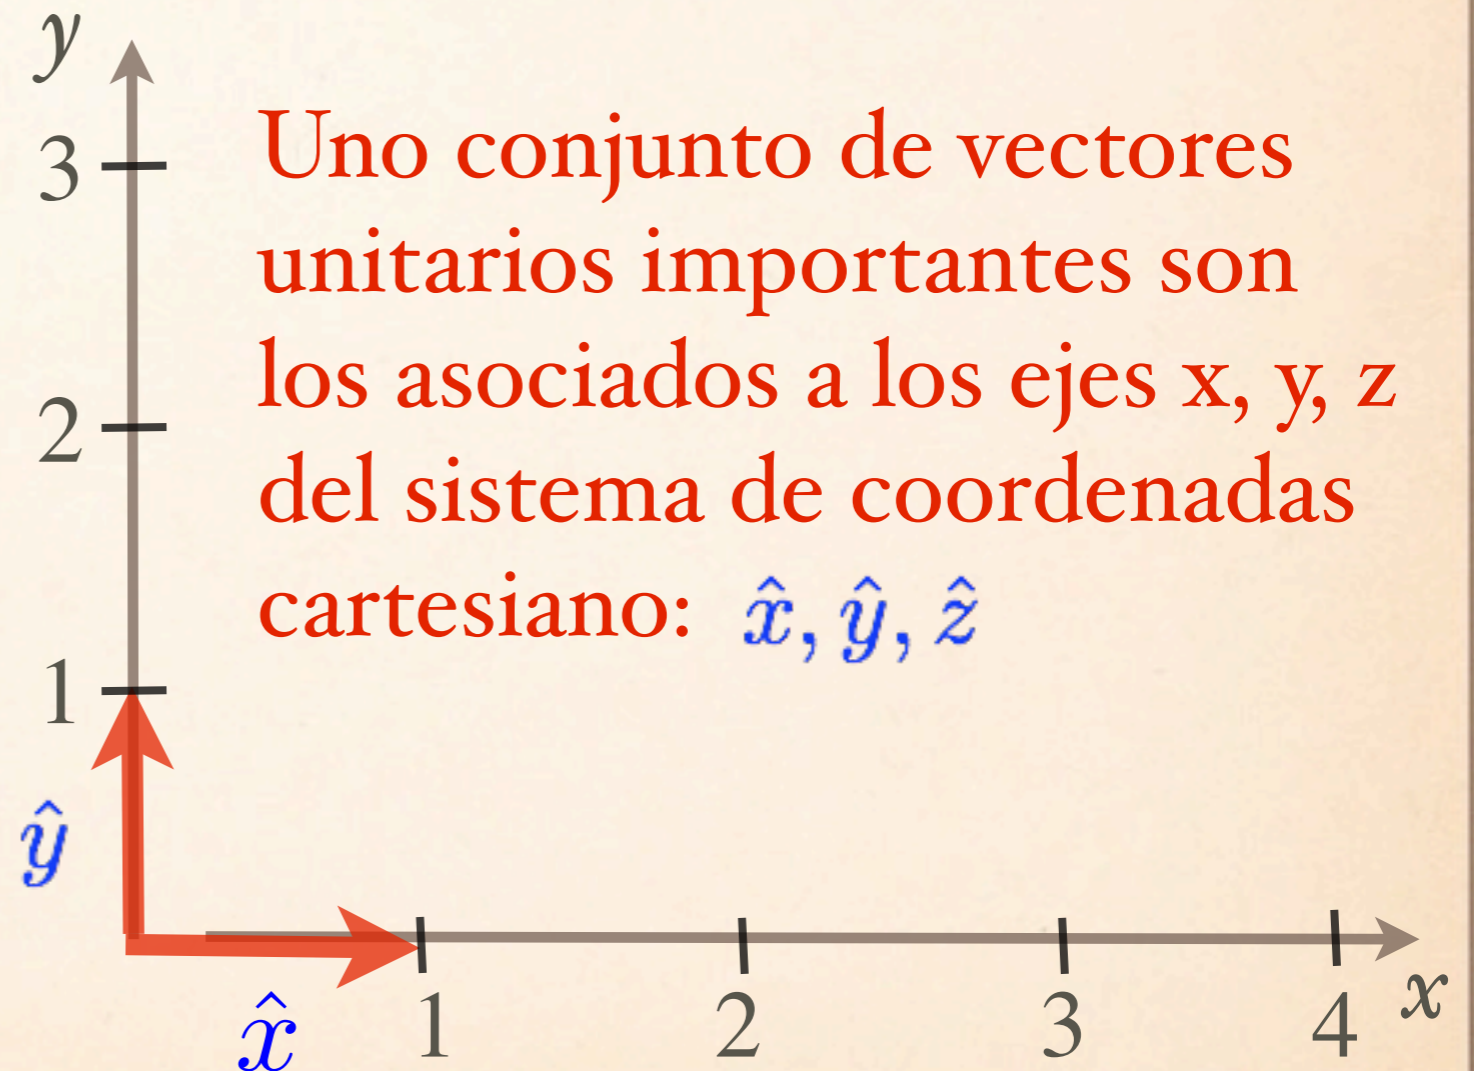 y
3
Uno conjunto de vectores
unitarios importantes son
los asociados a los ejes x, y, z
2
del sistema de coordenadas
cartesiano: x̂, ŷ, ẑ
1
ŷ
x̂ 1 2 3 4 x